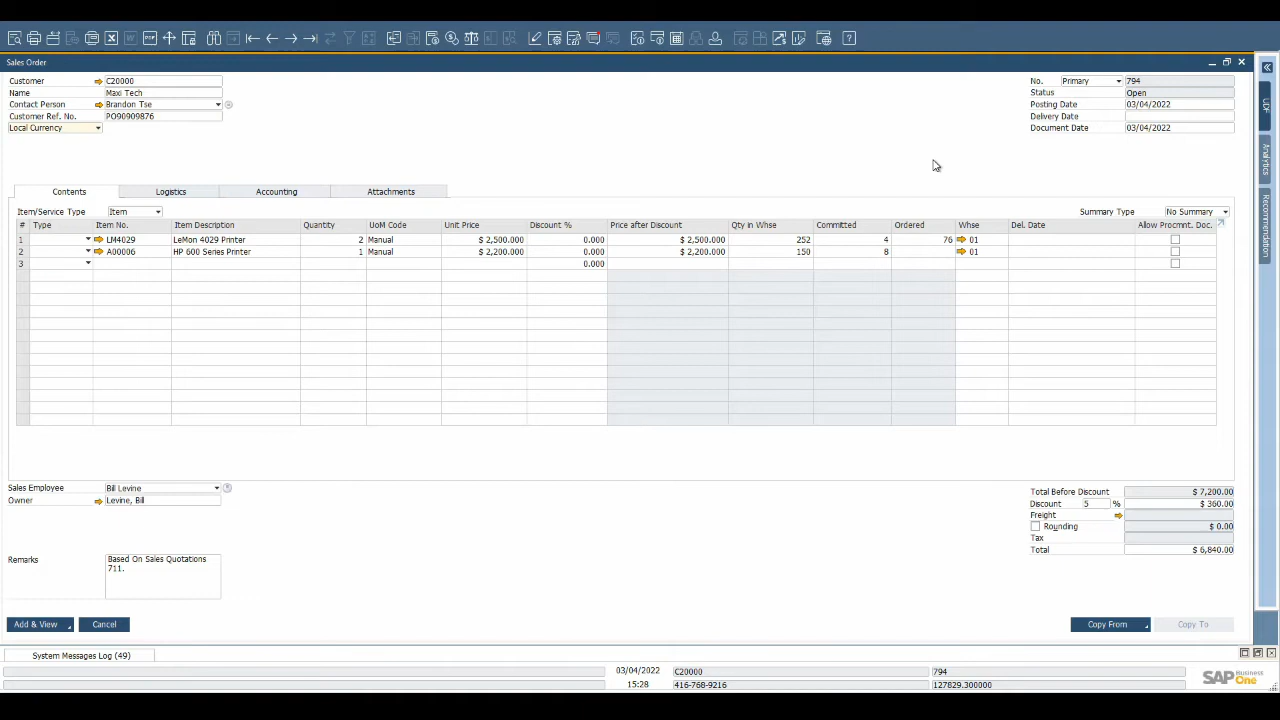 Sales Order
Customer C20000 No. Primary 794
Name Maxi Tech Status Open
Contact Person Brandon Tse Posting Date 03/04/2022
Customer Ref. No. PO90909876 Delivery Date
Local Currency Document Date 03/04/2022
UDF
Analytics
Recommendation
Contents Logistics Accounting Attachments
Item/Service Type Item Summary Type No Summary
# Type Item No. Item Description Quantity UoM Code Unit Price Discount % Price after Discount Qty in Whse Committed Ordered Whse Del. Date Allow Procmnt. Doc.
1 LM4029 LeMon 4029 Printer 2 Manual $ 2,500.000 0.000 $ 2,500.000 252 4 76 01
2 A00006 HP 600 Series Printer 1 Manual $ 2,200.000 0.000 $ 2,200.000 150 8 01
3 0.000
Sales Employee Bill Levine Total Before Discount $ 7,200.00
Owner Levine, Bill Discount 5 % $ 360.00
Freight
Rounding $ 0.00
Tax
Total $ 6,840.00
Remarks Based On Sales Quotations
711.
Add & View Cancel Copy From Copy To
System Messages Log (49)
03/04/2022 C20000 794
15:28 416-768-9216 127829.300000
SAP Business One